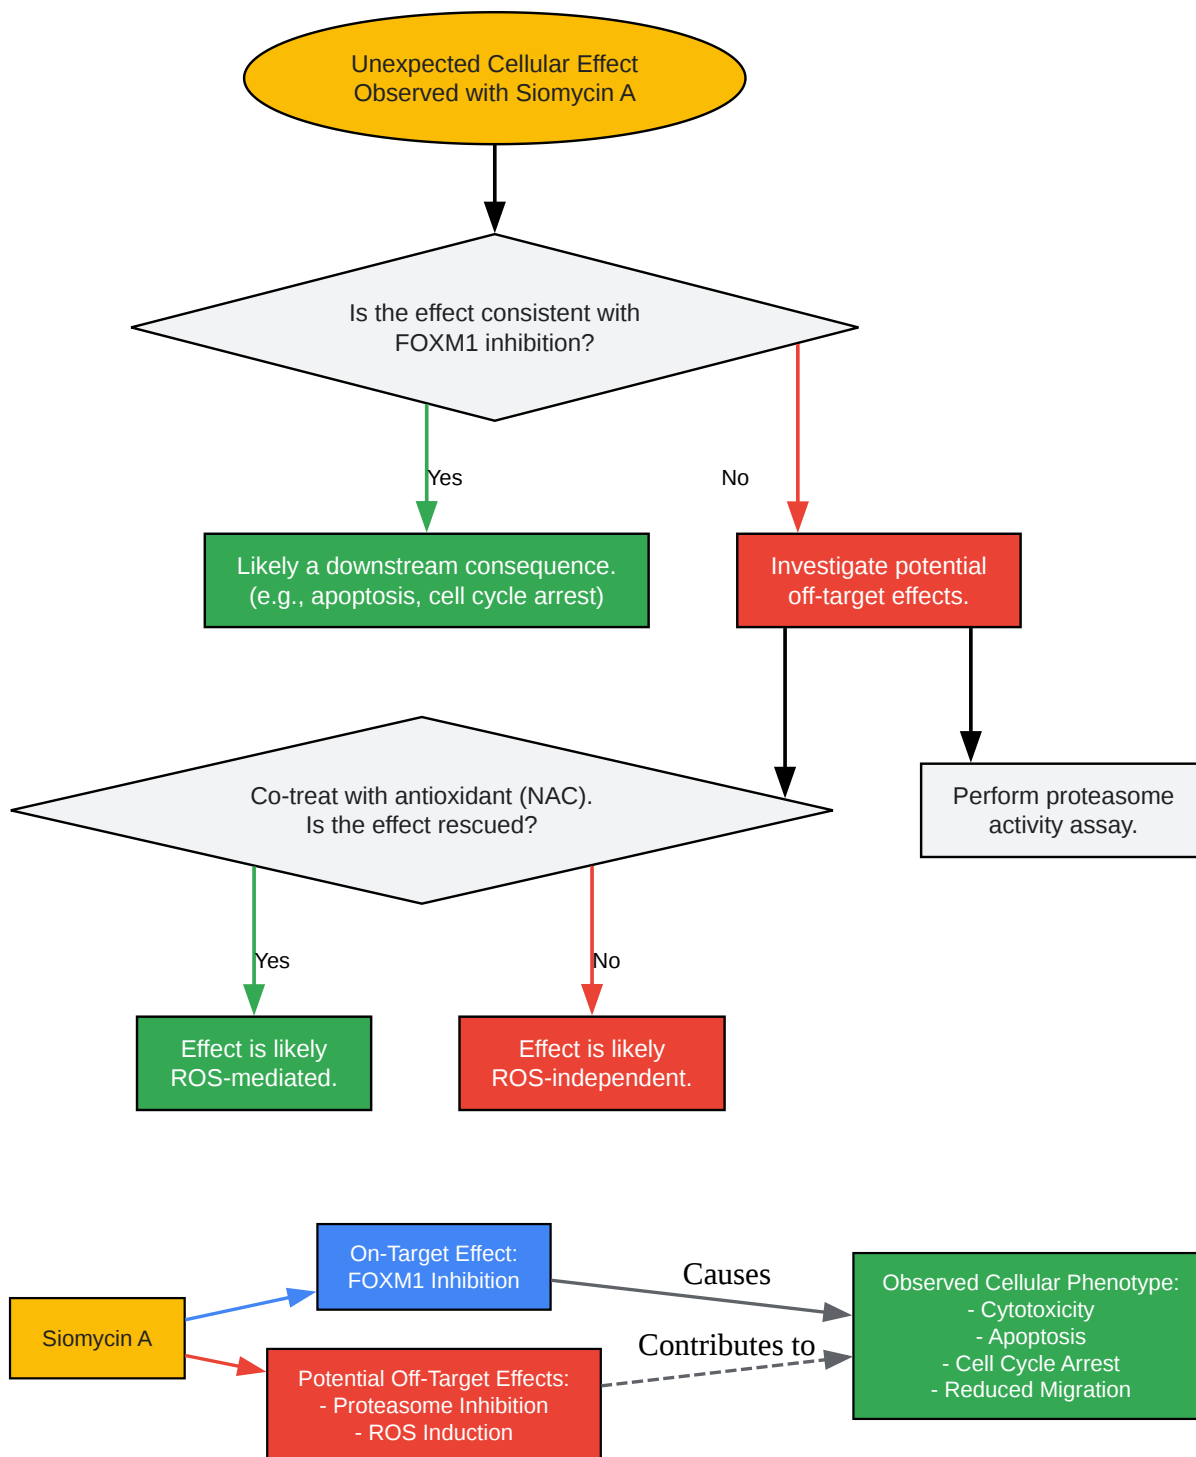 Unexpected Cellular Effect
Observed with Siomycin A
Is the effect consistent with
FOXM1 inhibition?
Yes
No
Likely a downstream consequence.
(e.g., apoptosis, cell cycle arrest)
Investigate potential
off-target effects.
Co-treat with antioxidant (NAC).
Is the effect rescued?
Perform proteasome
activity assay.
Yes
No
Effect is likely
ROS-mediated.
Effect is likely
ROS-independent.
Siomycin A
On-Target Effect:
FOXM1 Inhibition
Potential Off-Target Effects:
- Proteasome Inhibition
- ROS Induction
Causes
Contributes to
Observed Cellular Phenotype:
- Cytotoxicity
- Apoptosis
- Cell Cycle Arrest
- Reduced Migration